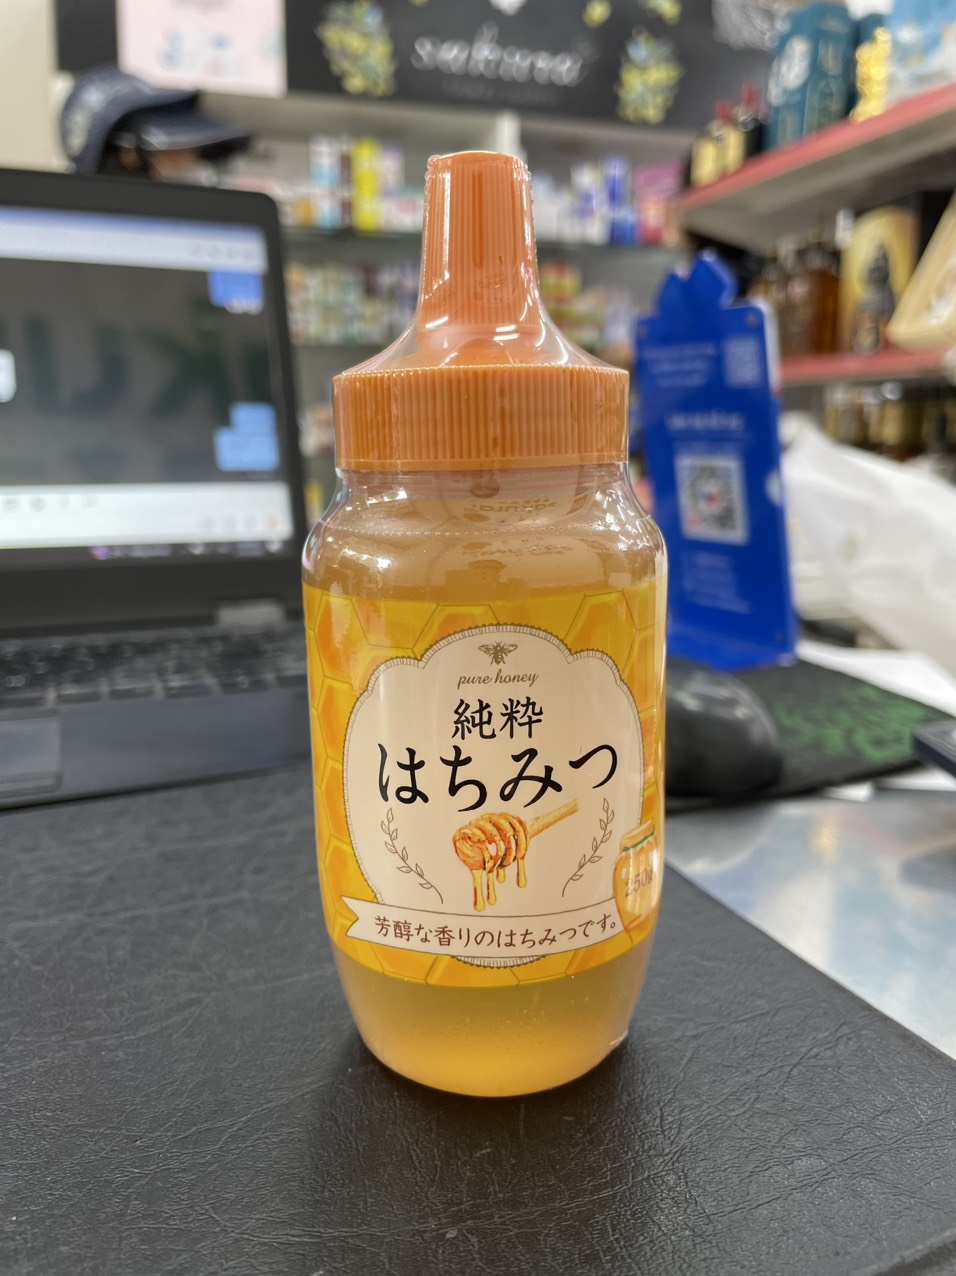 sakura
pure honey
純粋
はちみつ
250g
芳醇な香りのはちみつです。